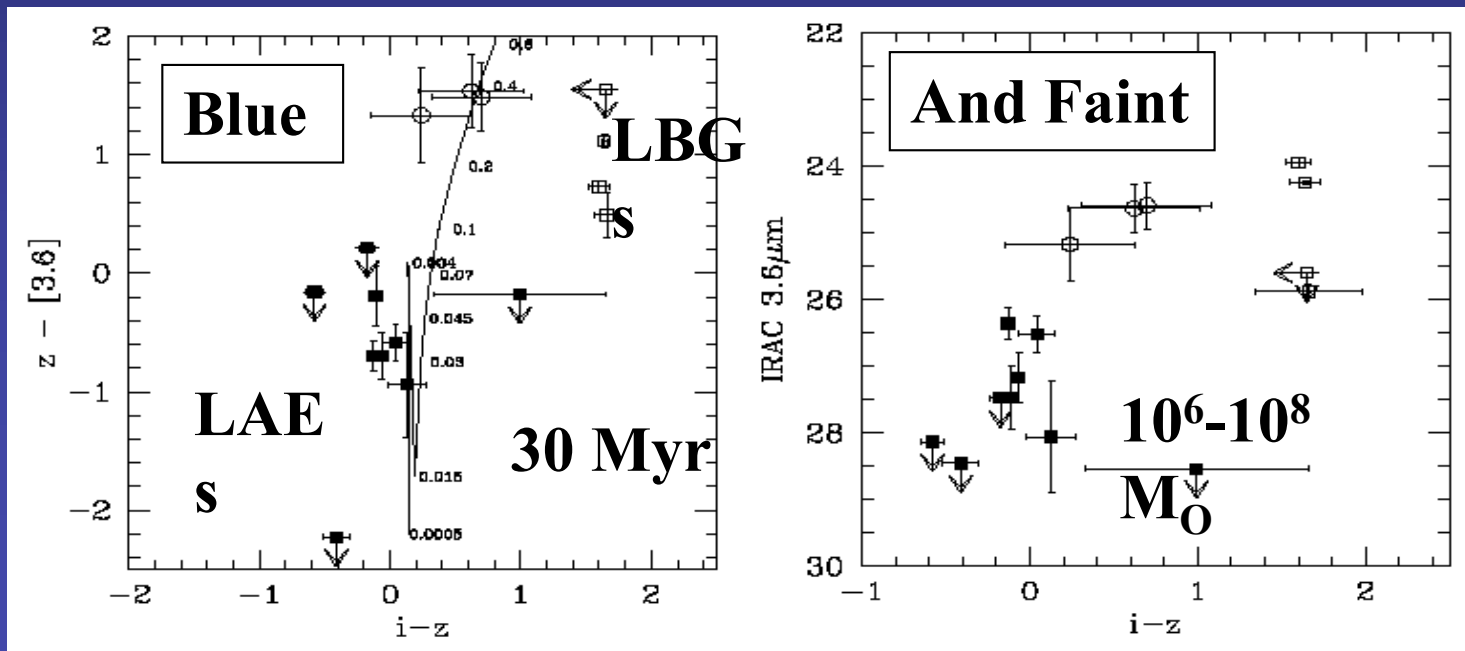 Blue
LBG
s
LAE
s
30 Myr
0.6
0.4
0.2
0.1
0.004
0.07
0.045
0.03
0.015
0.0005
2
1
0
−1
−2
z − [3.6]
−2
−1
0
1
2
i−z
And Faint
10⁶-10⁸
M₀
22
24
26
28
30
IRAC 3.6μm
−1
0
1
2
i−z